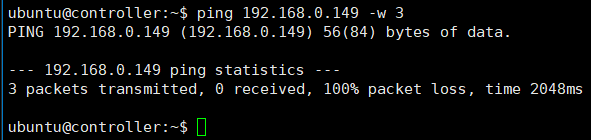 ubuntu@controller:~$ ping 192.168.0.149 -w 3
PING 192.168.0.149 (192.168.0.149) 56(84) bytes of data.
--- 192.168.0.149 ping statistics ---
3 packets transmitted, 0 received, 100% packet loss, time 2048ms
ubuntu@controller:~$